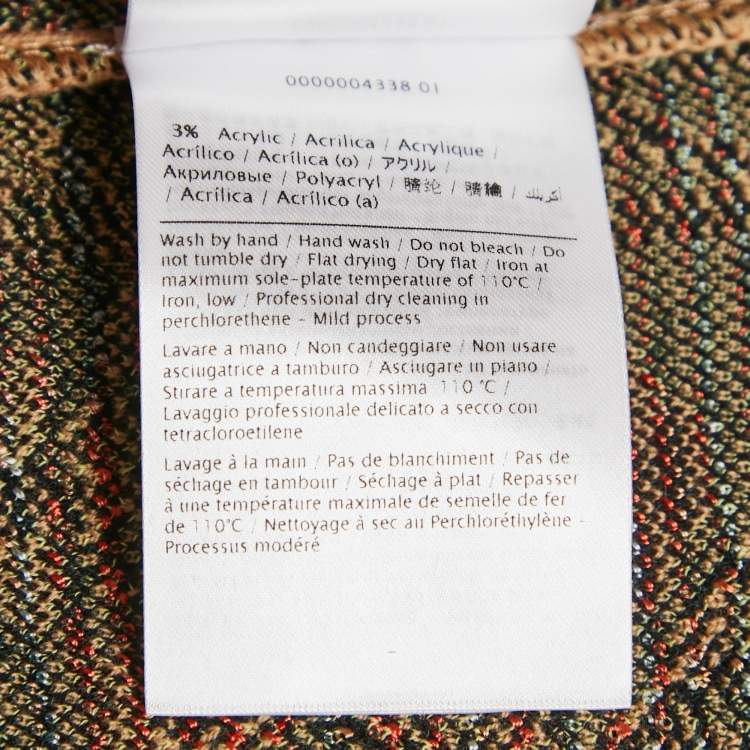 0000004338 01
3% Acrylic / Acrilica / Acrylique /
Acrílico / Acrílica (o) / アクリル /
Акриловые / Polyacryl / 腈纶 / 腈綸 / أكريلك
/ Acrílica / Acrílico (a)
Wash by hand / Hand wash / Do not bleach / Do
not tumble dry / Flat drying / Dry flat / Iron at
maximum sole-plate temperature of 110°C /
Iron, low / Professional dry cleaning in
perchlorethene - Mild process
Lavare a mano / Non candeggiare / Non usare
asciugatrice a tamburo / Asciugare in piano /
Stirare a temperatura massima 110 °C /
Lavaggio professionale delicato a secco con
tetracloroetilene
Lavage à la main / Pas de blanchiment / Pas de
séchage en tambour / Séchage à plat / Repasser
à une température maximale de semelle de fer
de 110°C / Nettoyage à sec au Perchloréthylène -
Processus modéré